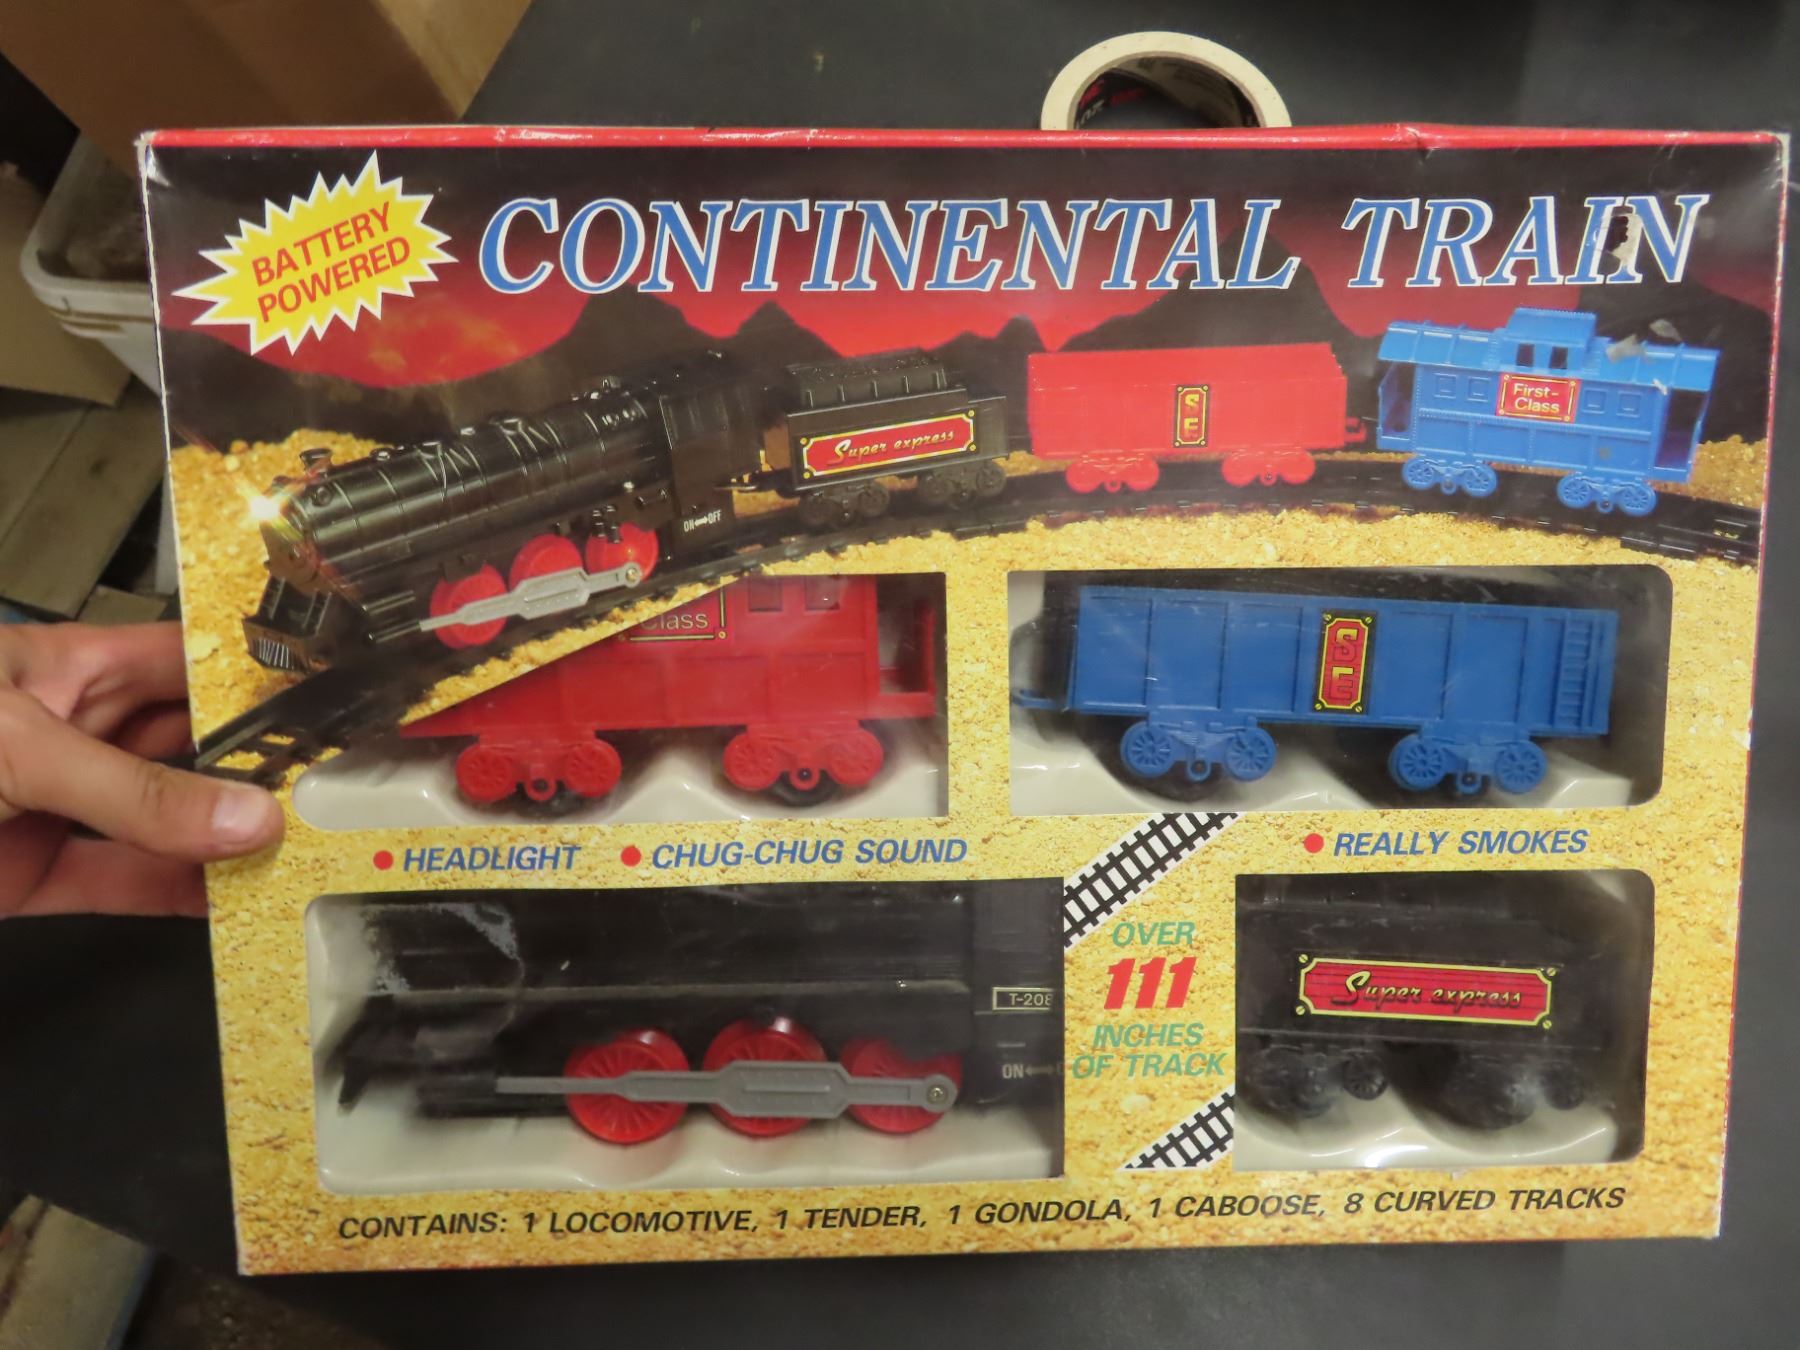 BATTERY
POWERED
CONTINENTAL TRAIN
First-
Class
S
E
Super express
ON OFF
Class
S
E
HEADLIGHT
CHUG-CHUG SOUND
REALLY SMOKES
OVER
111
INCHES
OF TRACK
T-208
ON
Super express
CONTAINS: 1 LOCOMOTIVE, 1 TENDER, 1 GONDOLA, 1 CABOOSE, 8 CURVED TRACKS